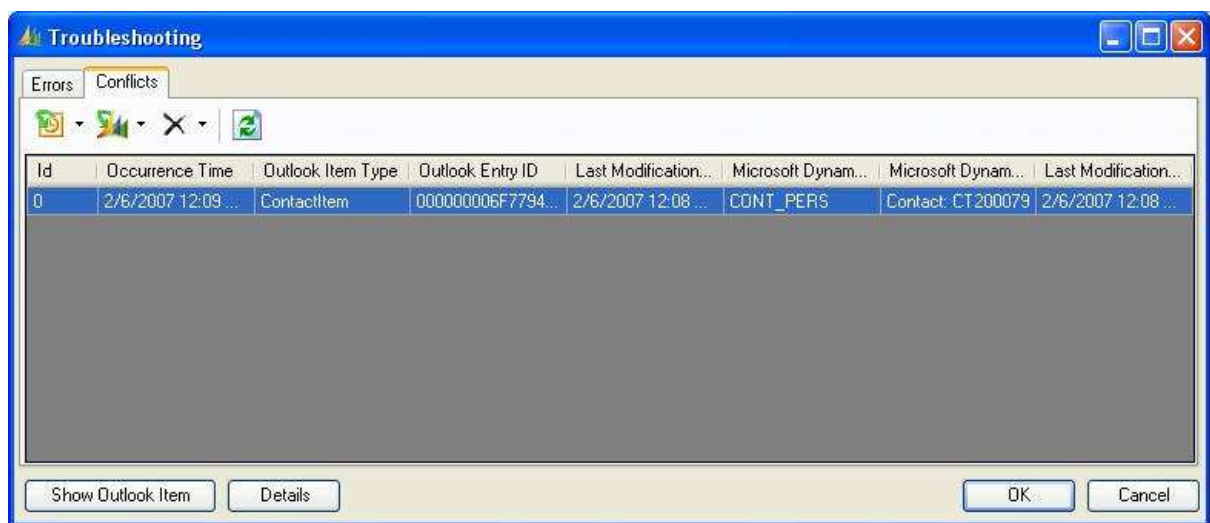 Troubleshooting
Errors Conflicts
Id Occurrence Time Outlook Item Type Outlook Entry ID Last Modification... Microsoft Dynam... Microsoft Dynam... Last Modification...
0 2/6/2007 12:09 ... ContactItem 000000006F7794... 2/6/2007 12:08 ... CONT_PERS Contact: CT200079 2/6/2007 12:08 ...
Show Outlook Item Details OK Cancel